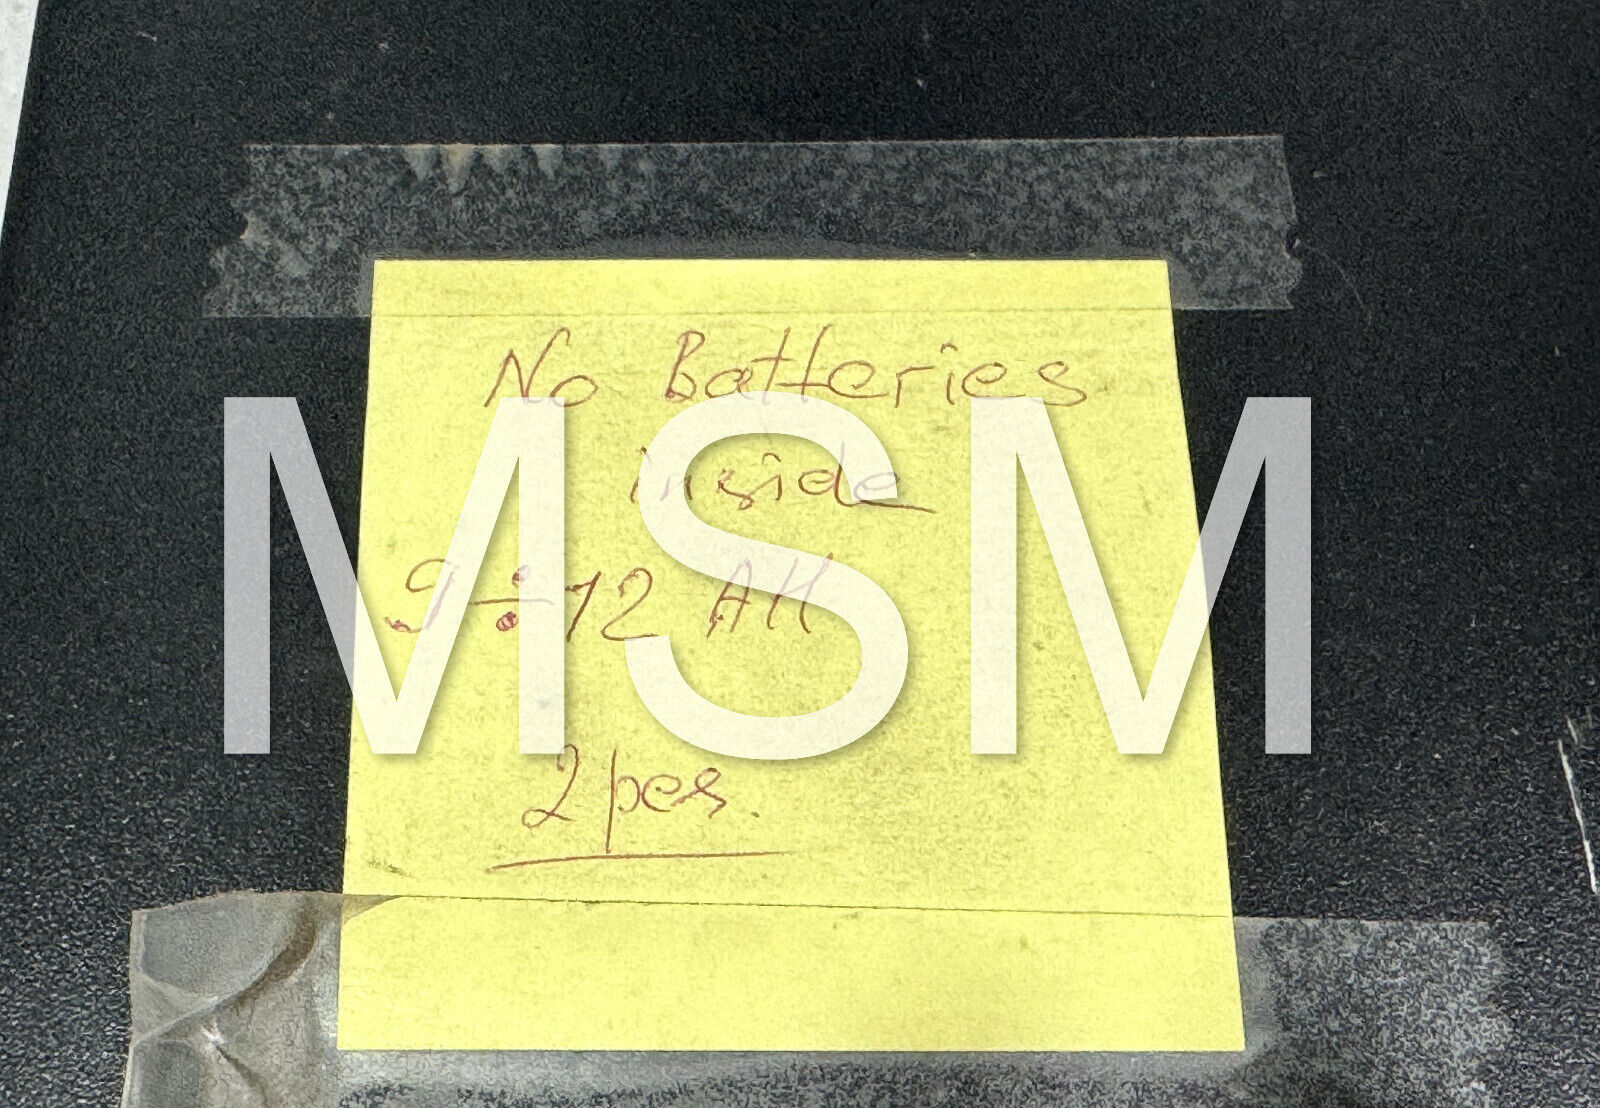 No Batteries
inside
9÷12 AH
2 pcs.
MSM